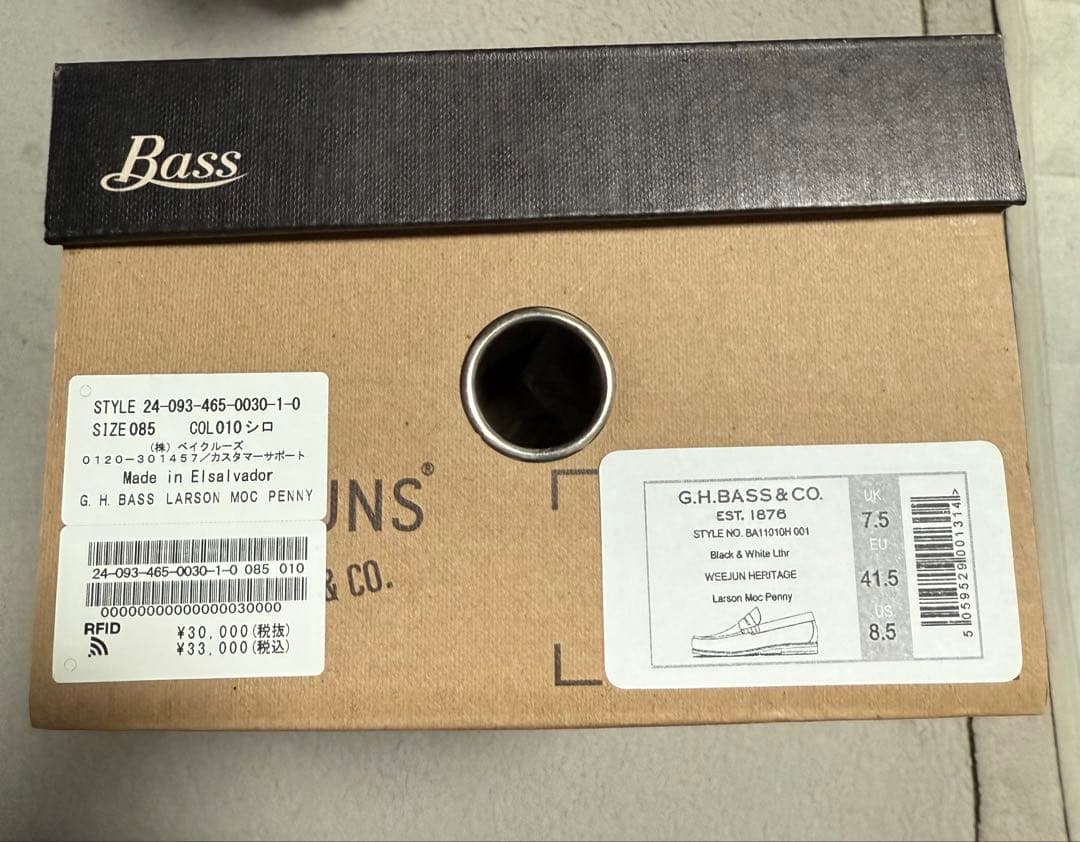 Bass
STYLE 24-093-465-0030-1-0
SIZE 085 COL 010 シロ
(株) ベイクルーズ
0120-301457/カスタマーサポート
Made in Elsalvador
G. H. BASS LARSON MOC PENNY
24-093-465-0030-1-0 085 010
00000000000000030000
RFID
¥30,000(税抜)
¥33,000(税込)
UNS®
& CO.
G.H.BASS & CO.
EST. 1876
STYLE NO. BA11010H 001
Black & White Lthr
WEEJUN HERITAGE
Larson Moc Penny
UK
7.5
EU
41.5
US
8.5
5 059529 001314 >